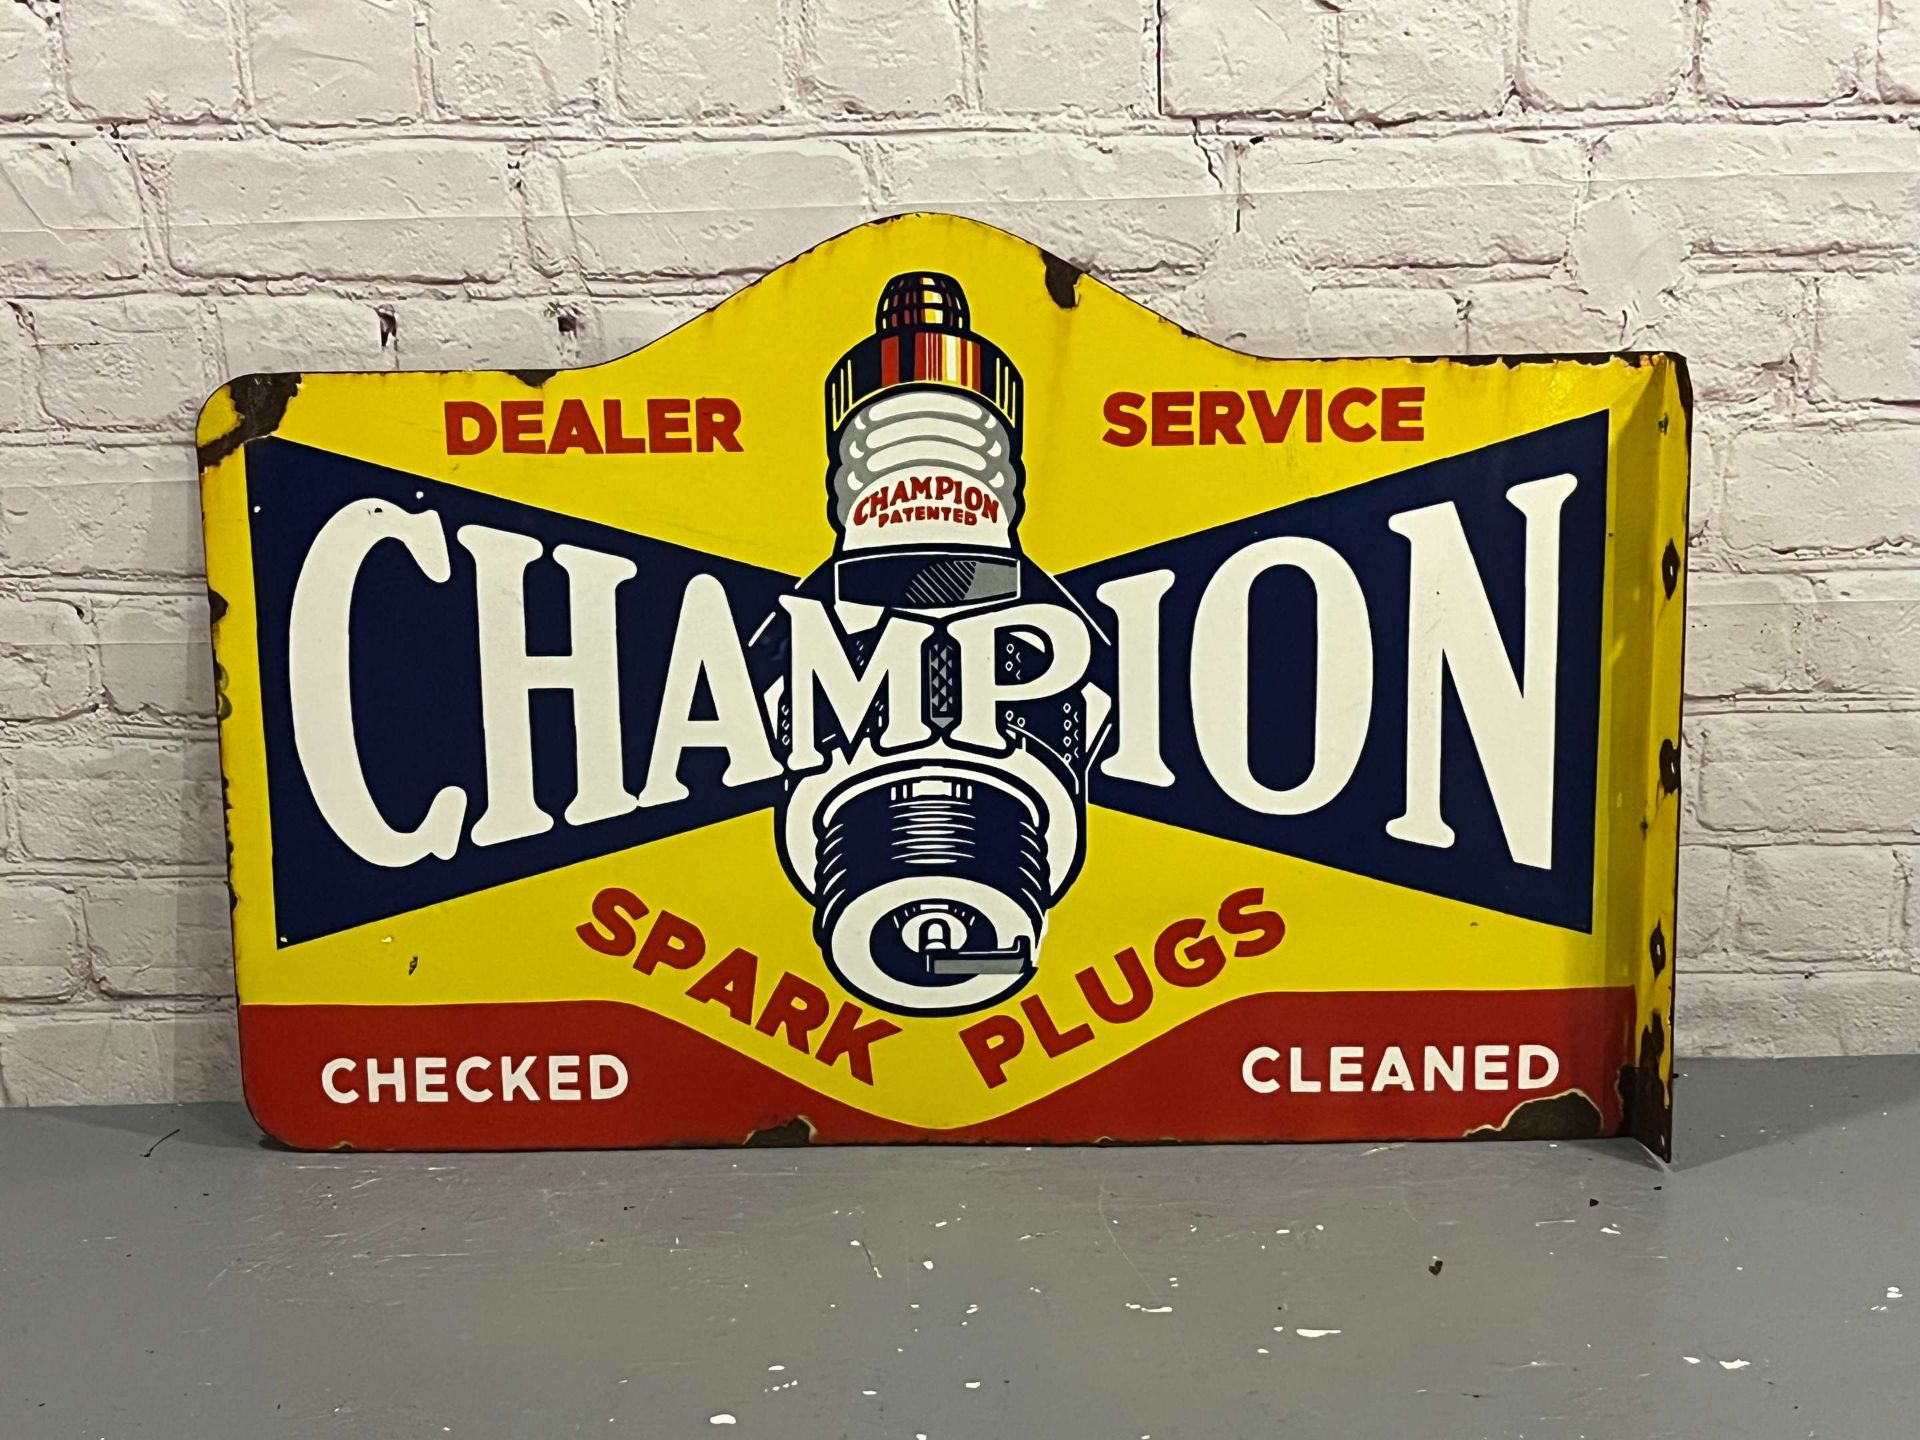 DEALER SERVICE
CHAMPION
PATENTED
CHAMPION
SPARK PLUGS
CHECKED CLEANED